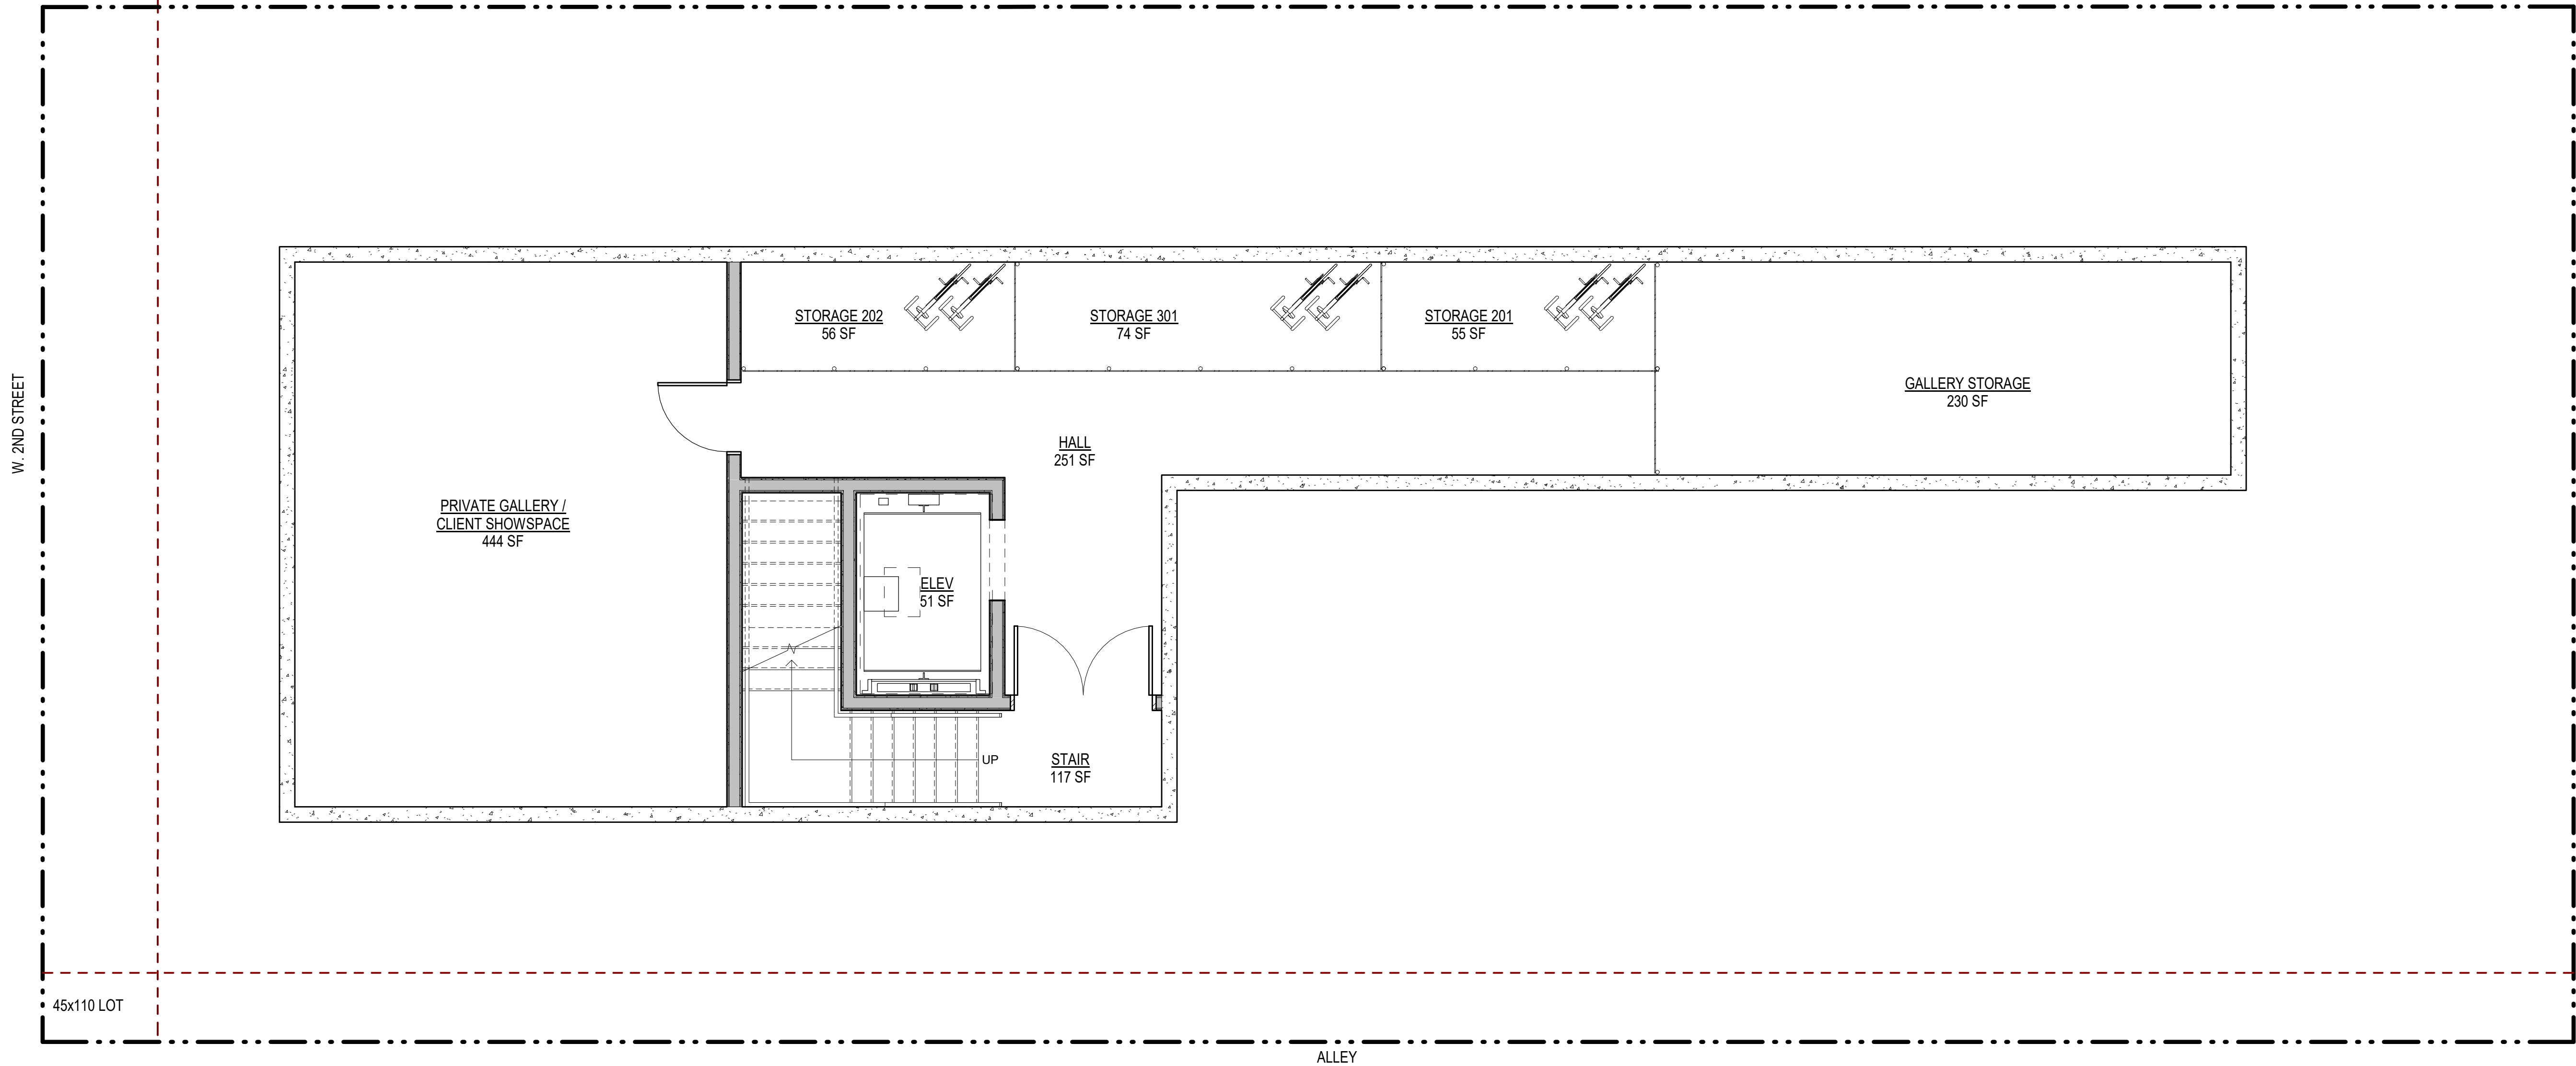 STORAGE 202
56 SF
STORAGE 301
74 SF
STORAGE 201
55 SF
GALLERY STORAGE
230 SF
W. 2ND STREET
HALL
251 SF
PRIVATE GALLERY /
CLIENT SHOWSPACE
444 SF
ELEV
51 SF
UP
STAIR
117 SF
45x110 LOT
ALLEY